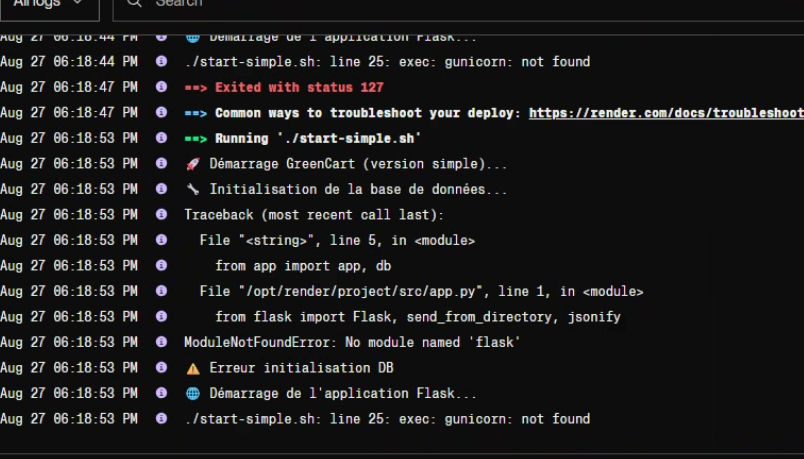 All logs Search
Aug 27 06:18:44 PM Démarrage de l'application Flask...
Aug 27 06:18:44 PM ./start-simple.sh: line 25: exec: gunicorn: not found
Aug 27 06:18:47 PM ==> Exited with status 127
Aug 27 06:18:47 PM ==> Common ways to troubleshoot your deploy: https://render.com/docs/troubleshoot
Aug 27 06:18:53 PM ==> Running './start-simple.sh'
Aug 27 06:18:53 PM 🚀 Démarrage GreenCart (version simple)...
Aug 27 06:18:53 PM 🔧 Initialisation de la base de données...
Aug 27 06:18:53 PM Traceback (most recent call last):
Aug 27 06:18:53 PM File "<string>", line 5, in <module>
Aug 27 06:18:53 PM from app import app, db
Aug 27 06:18:53 PM File "/opt/render/project/src/app.py", line 1, in <module>
Aug 27 06:18:53 PM from flask import Flask, send_from_directory, jsonify
Aug 27 06:18:53 PM ModuleNotFoundError: No module named 'flask'
Aug 27 06:18:53 PM ⚠️ Erreur initialisation DB
Aug 27 06:18:53 PM 🌐 Démarrage de l'application Flask...
Aug 27 06:18:53 PM ./start-simple.sh: line 25: exec: gunicorn: not found